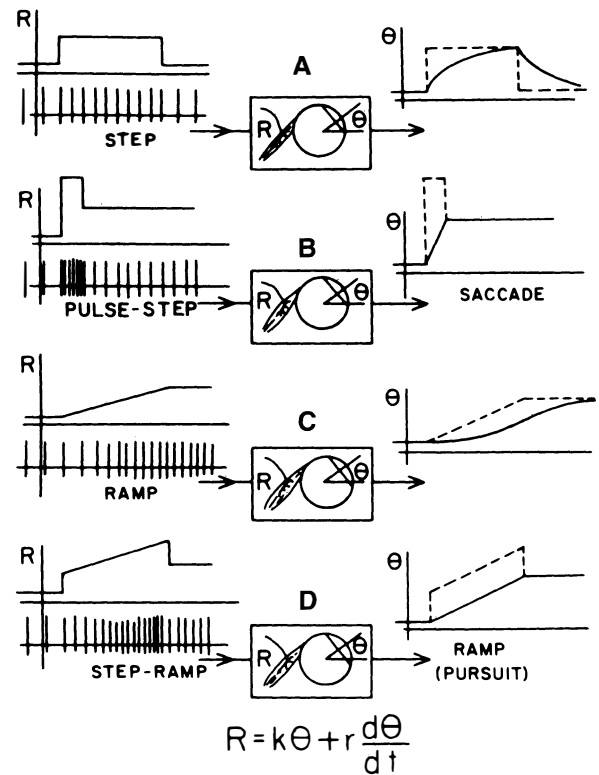 R
A
Θ
R
Θ
STEP
R
B
Θ
R
Θ
PULSE-STEP
SACCADE
R
C
Θ
R
Θ
RAMP
R
D
Θ
R
Θ
STEP-RAMP
RAMP
(PURSUIT)
R = kΘ + r dΘ/dt